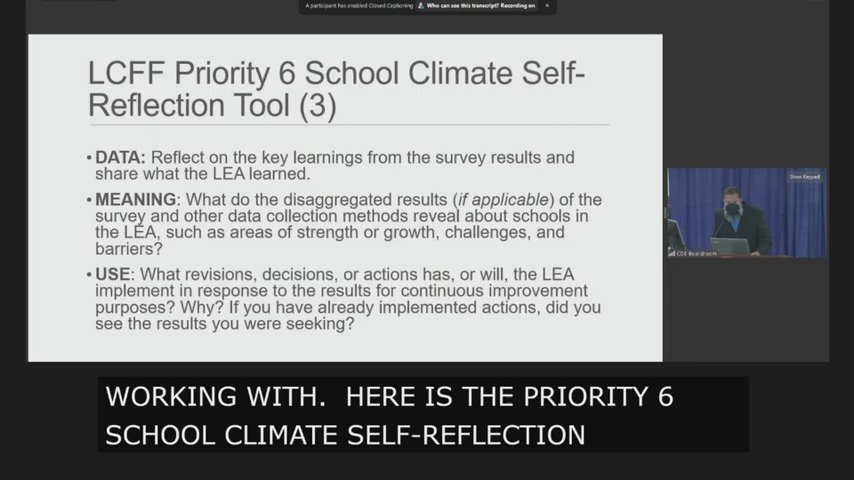 A participant has enabled Closed Captioning
Who can see this transcript? Recording on
LCFF Priority 6 School Climate Self-
Reflection Tool (3)
• DATA: Reflect on the key learnings from the survey results and
share what the LEA learned.
• MEANING: What do the disaggregated results (if applicable) of the
survey and other data collection methods reveal about schools in
the LEA, such as areas of strength or growth, challenges, and
barriers?
• USE: What revisions, decisions, or actions has, or will, the LEA
implement in response to the results for continuous improvement
purposes? Why? If you have already implemented actions, did you
see the results you were seeking?
CDE Boardroom
WORKING WITH.  HERE IS THE PRIORITY 6
SCHOOL CLIMATE SELF-REFLECTION